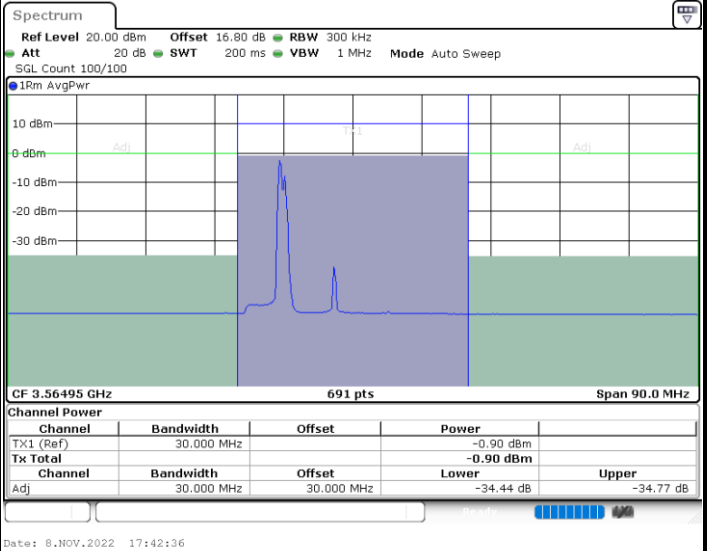 Spectrum
Ref Level 20.00 dBm Offset 16.80 dB RBW 300 kHz
Att 20 dB SWT 200 ms VBW 1 MHz Mode Auto Sweep
SGL Count 100/100
1Rm AvgPwr
10 dBm
TX1
0 dBm Adj Adj
-10 dBm
-20 dBm
-30 dBm
CF 3.56495 GHz 691 pts Span 90.0 MHz
Channel Power
Channel Bandwidth Offset Power
TX1 (Ref) 30.000 MHz -0.90 dBm
Tx Total -0.90 dBm
Channel Bandwidth Offset Lower Upper
Adj 30.000 MHz 30.000 MHz -34.44 dB -34.77 dB
Ready
Date: 8.NOV.2022 17:42:36